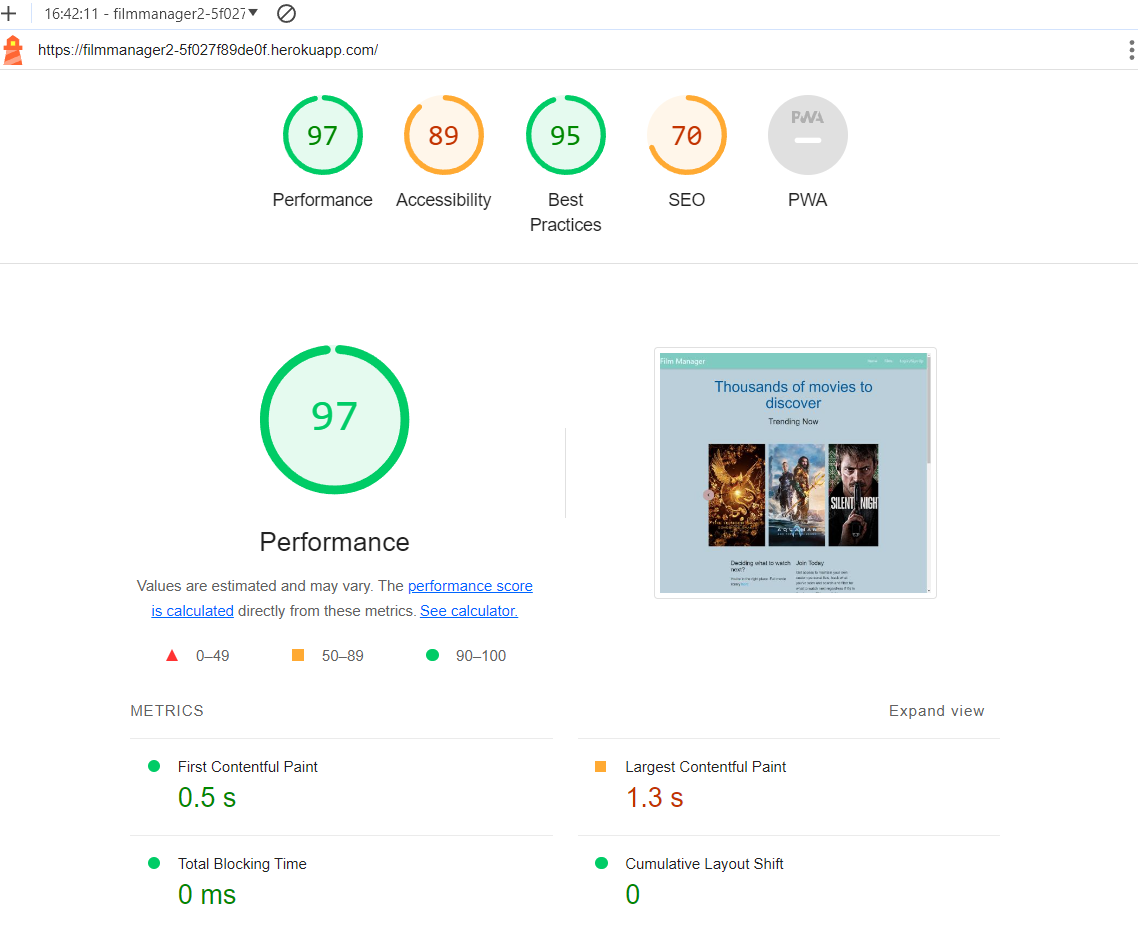 16:42:11 - filmmanager2-5f027
https://filmmanager2-5f027f89de0f.herokuapp.com/
97
89
95
70
PWA
Performance
Accessibility
Best
Practices
SEO
PWA
97
Performance
Values are estimated and may vary. The performance score
is calculated directly from these metrics. See calculator.
0–49
50–89
90–100
Film Manager
Thousands of movies to
discover
Trending Now
AQUAMAN
SILENT NIGH
Deciding what to watch
next?
Join Today
METRICS
Expand view
First Contentful Paint
0.5 s
Largest Contentful Paint
1.3 s
Total Blocking Time
0 ms
Cumulative Layout Shift
0